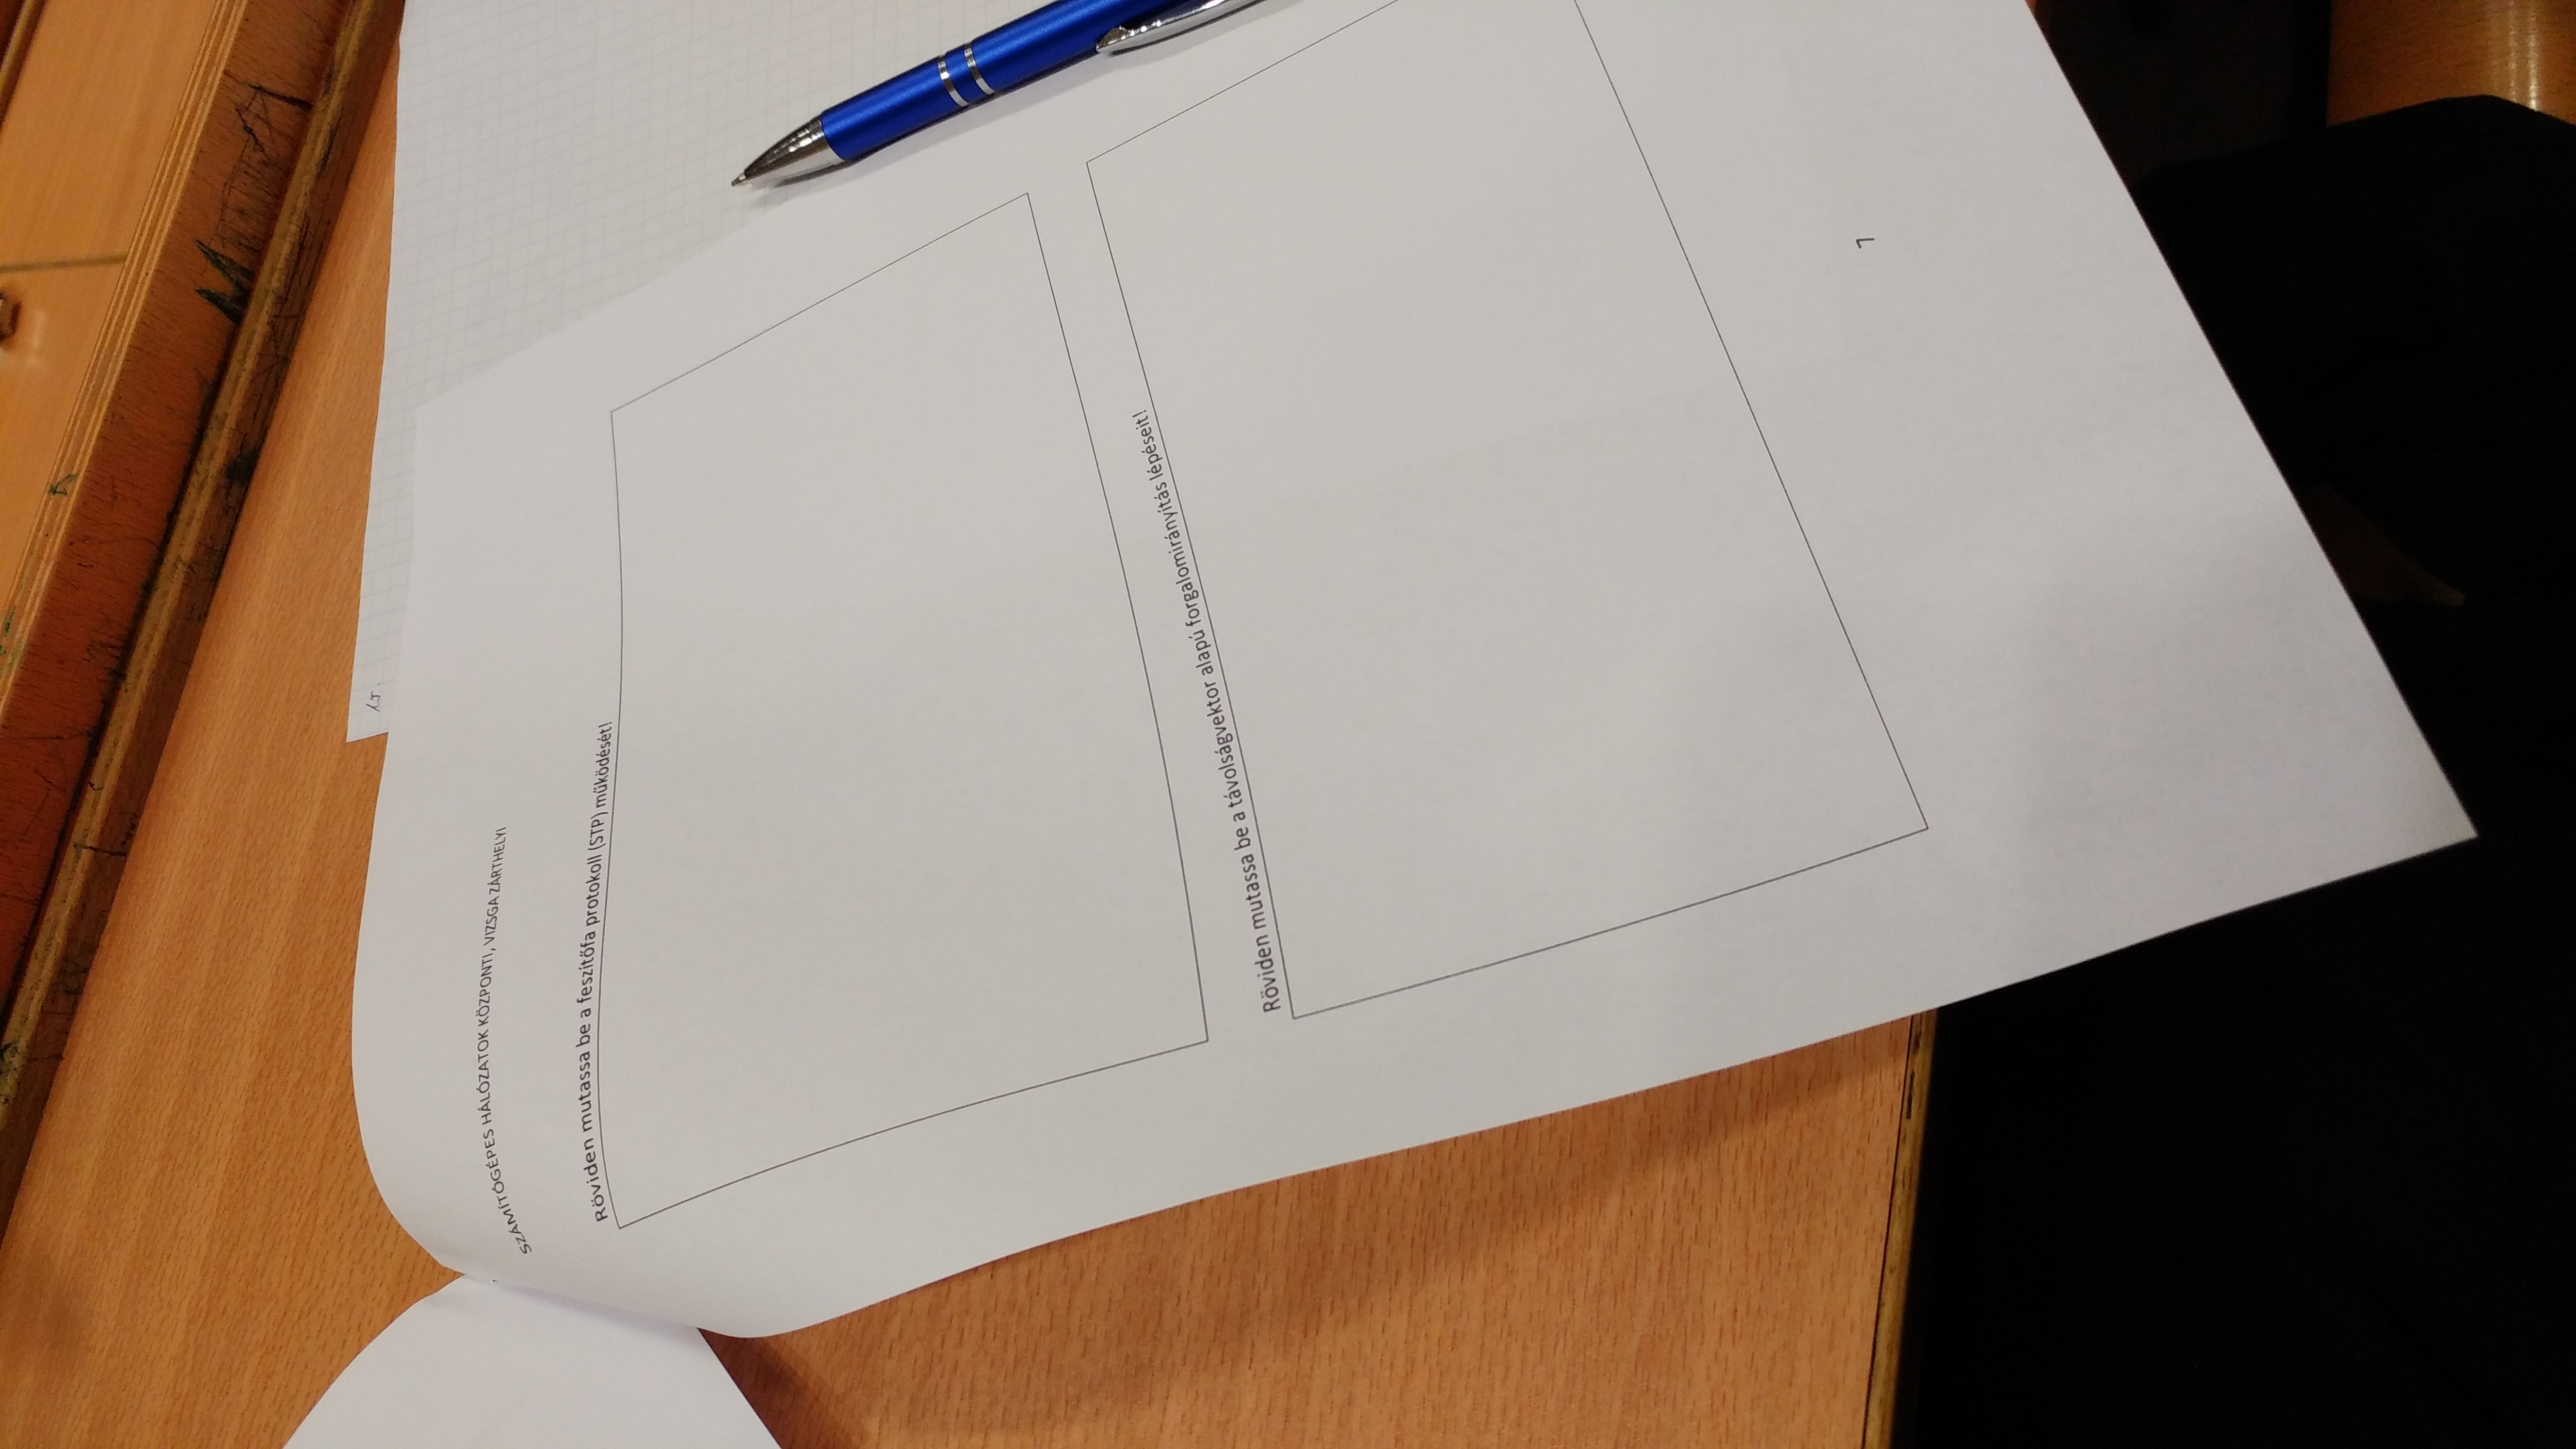 SZÁMÍTÓGÉPES HÁLÓZATOK KÖZPONTI, VIZSGA ZÁRTHELYI
Röviden mutassa be a feszítőfa protokoll (STP) működését!
Röviden mutassa be a távolságvektor alapú forgalomirányítás lépéseit!
7